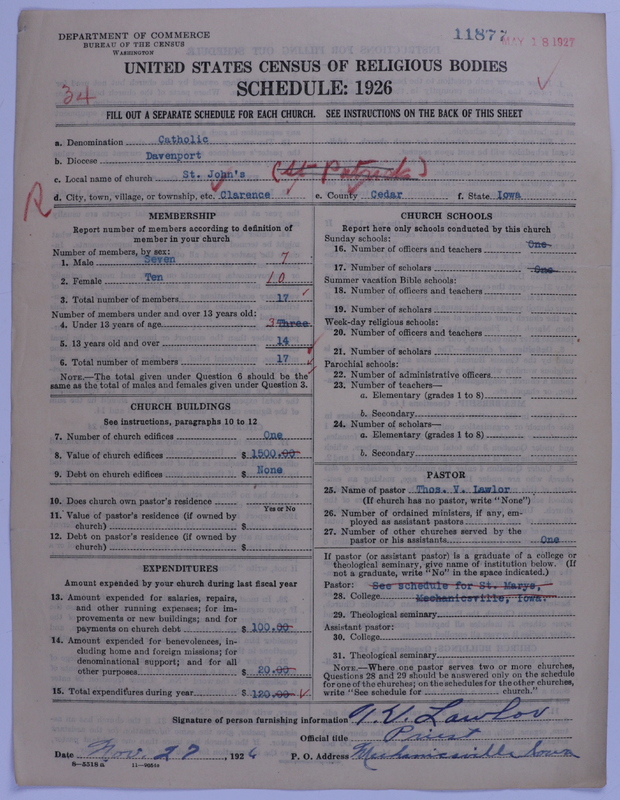 DEPARTMENT OF COMMERCE
BUREAU OF THE CENSUS
WASHINGTON
11877
MAY 18 1927
UNITED STATES CENSUS OF RELIGIOUS BODIES
SCHEDULE: 1926
34
FILL OUT A SEPARATE SCHEDULE FOR EACH CHURCH. SEE INSTRUCTIONS ON THE BACK OF THIS SHEET
a. Denomination Catholic
b. Diocese Davenport
c. Local name of church St. John's (St Patricks)
d. City, town, village, or township, etc. Clarence e. County Cedar f. State Iowa
R
MEMBERSHIP
Report number of members according to definition of
member in your church
Number of members, by sex:
1. Male Seven 7
2. Female Ten 10
3. Total number of members 17
Number of members under and over 13 years old:
4. Under 13 years of age 3 Three
5. 13 years old and over 14
6. Total number of members 17
NOTE.—The total given under Question 6 should be the
same as the total of males and females given under Question 3.
CHURCH BUILDINGS
See instructions, paragraphs 10 to 12
7. Number of church edifices One
8. Value of church edifices $ 1500.00
9. Debt on church edifices $ None
10. Does church own pastor's residence
Yes or No
11. Value of pastor's residence (if owned by
church) $
12. Debt on pastor's residence (if owned by
church) $
EXPENDITURES
Amount expended by your church during last fiscal year
13. Amount expended for salaries, repairs,
and other running expenses; for im-
provements or new buildings; and for
payments on church debt $ 100.00
14. Amount expended for benevolences, in-
cluding home and foreign missions; for
denominational support; and for all
other purposes $ 20.00
15. Total expenditures during year $ 120.00
CHURCH SCHOOLS
Report here only schools conducted by this church
Sunday schools:
16. Number of officers and teachers One
17. Number of scholars One
Summer vacation Bible schools:
18. Number of officers and teachers
19. Number of scholars
Week-day religious schools:
20. Number of officers and teachers
21. Number of scholars
Parochial schools:
22. Number of administrative officers
23. Number of teachers—
a. Elementary (grades 1 to 8)
b. Secondary
24. Number of scholars—
a. Elementary (grades 1 to 8)
b. Secondary
PASTOR
25. Name of pastor Thos. V. Lawlor
(If church has no pastor, write "None")
26. Number of ordained ministers, if any, em-
ployed as assistant pastors
27. Number of other churches served by the
pastor or his assistants One
If pastor (or assistant pastor) is a graduate of a college or
theological seminary, give name of institution below. (If
not a graduate, write "No" in the space indicated.)
Pastor: See schedule for St. Marys,
28. College Mechanicsville, Iowa.
29. Theological seminary
Assistant pastor:
30. College
31. Theological seminary
NOTE.—Where one pastor serves two or more churches,
Questions 28 and 29 should be answered only on the schedule
for one of the churches; on the schedules for the other churches,
write "See schedule for church."
Signature of person furnishing information T. V. Lawlor
Official title Priest
Date Nov. 27, 1926 P. O. Address Mechanicsville Iowa
8—5518a 11—9684